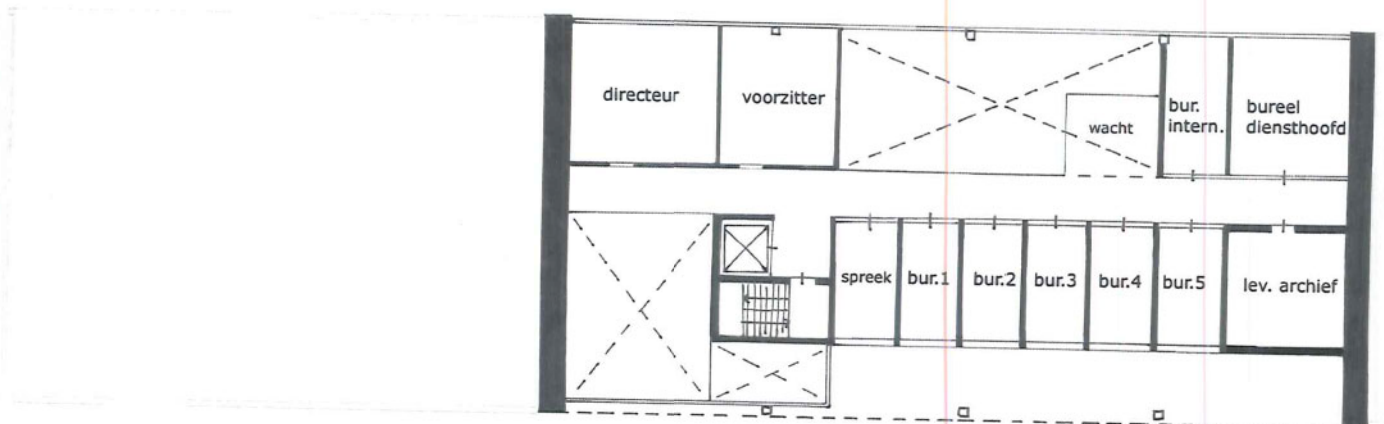 directeur
voorzitter
wacht
bur.
intern.
bureel
diensthoofd
spreek
bur.1
bur.2
bur.3
bur.4
bur.5
lev. archief